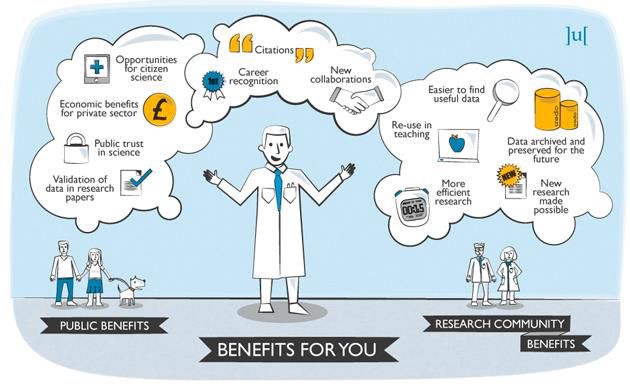 ]u[
Opportunities
for citizen
science
Economic benefits
for private sector
£
Public trust
in science
Validation of
data in research
papers
Citations
1st
Career
recognition
New
collaborations
Easier to find
useful data
Re-use in
teaching
Data archived and
preserved for the
future
More
efficient
research
00:15
NEW
New
research
made
possible
PUBLIC BENEFITS
BENEFITS FOR YOU
RESEARCH COMMUNITY
BENEFITS